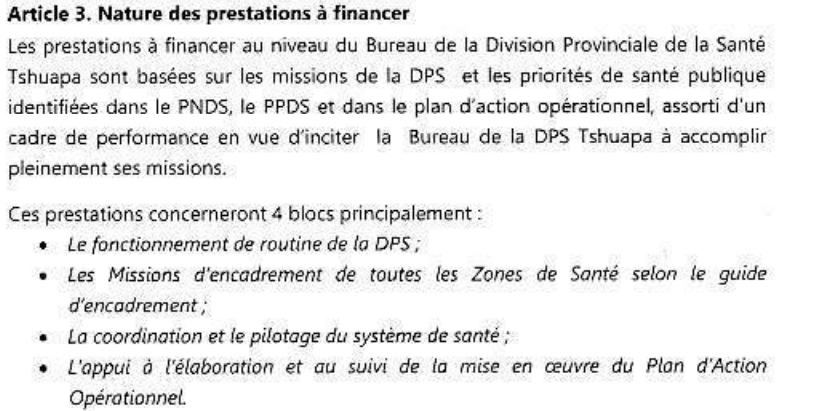 Article 3. Nature des prestations à financer
Les prestations à financer au niveau du Bureau de la Division Provinciale de la Santé
Tshuapa sont basées sur les missions de la DPS et les priorités de santé publique
identifiées dans le PNDS, le PPDS et dans le plan d'action opérationnel, assorti d'un
cadre de performance en vue d'inciter la Bureau de la DPS Tshuapa à accomplir
pleinement ses missions.
Ces prestations concerneront 4 blocs principalement :
• Le fonctionnement de routine de la DPS ;
• Les Missions d'encadrement de toutes les Zones de Santé selon le guide
d'encadrement ;
• La coordination et le pilotage du système de santé ;
• L'appui à l'élaboration et au suivi de la mise en œuvre du Plan d'Action
Opérationnel.